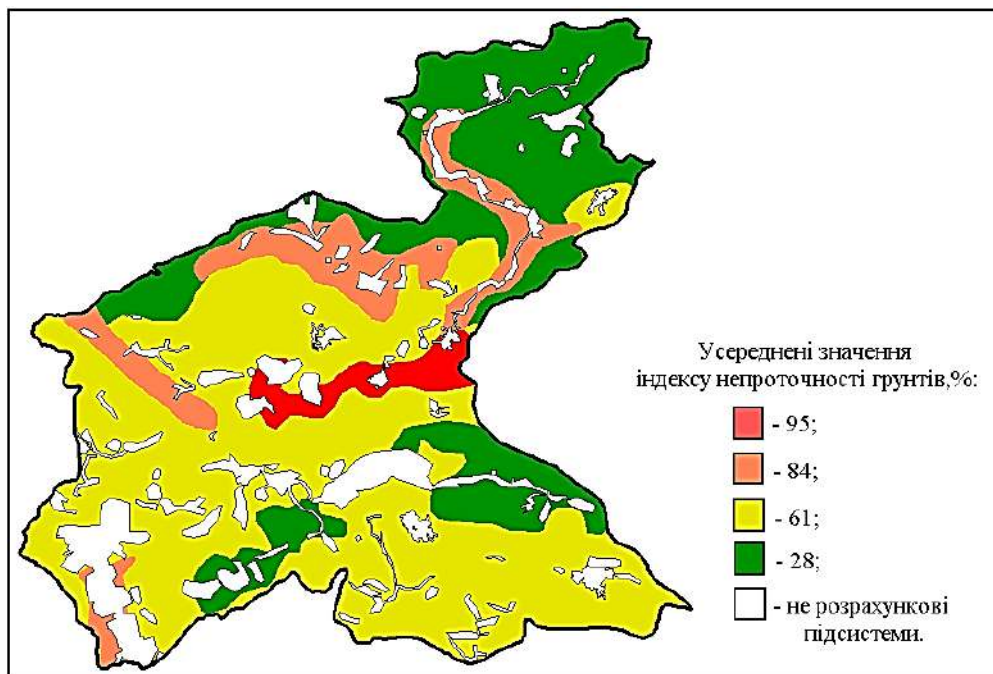 Усереднені значення
індексу непроточності грунтів,%:
- 95;
- 84;
- 61;
- 28;
- не розрахункові
підсистеми.